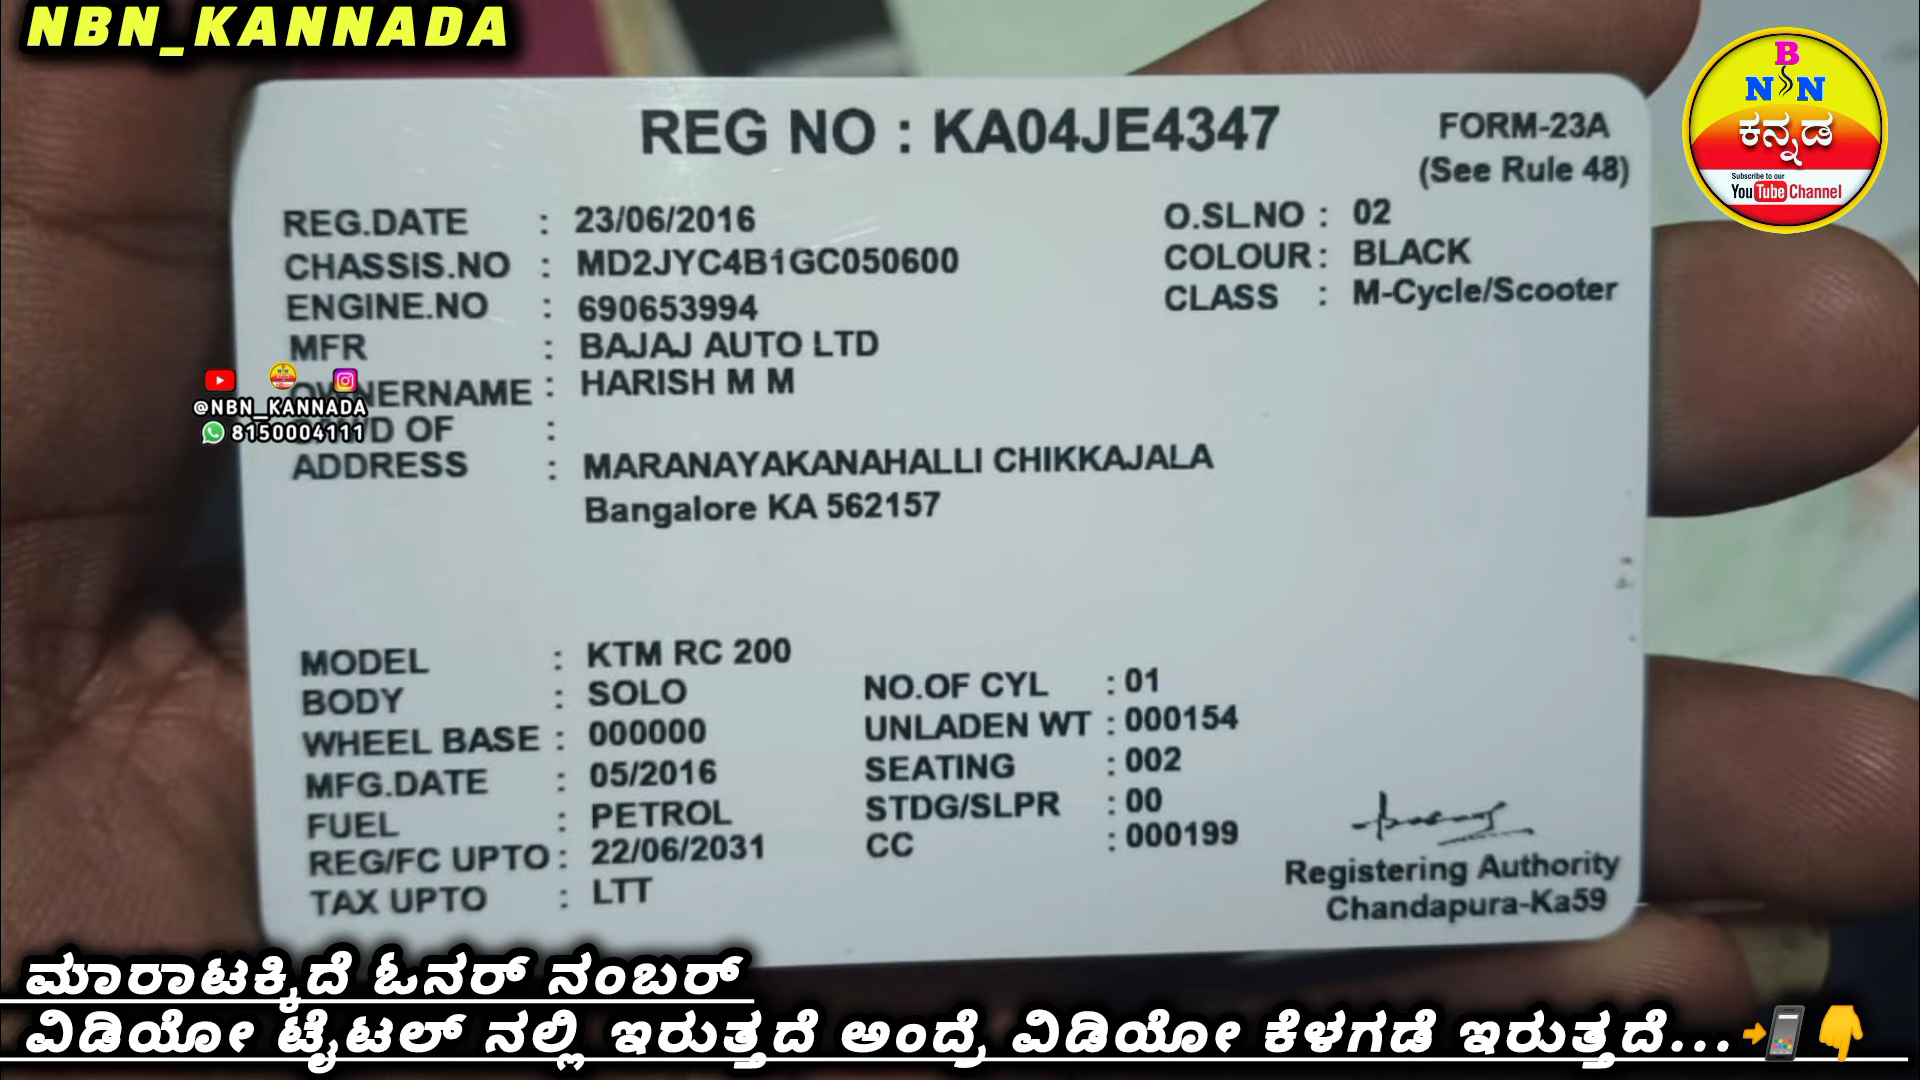 NBN_KANNADA
B
N N
ಕನ್ನಡ
Subscribe to our
YouTube Channel
REG NO : KA04JE4347
FORM-23A
(See Rule 48)
REG.DATE : 23/06/2016
O.SL.NO : 02
CHASSIS.NO : MD2JYC4B1GC050600
COLOUR : BLACK
ENGINE.NO : 690653994
CLASS : M-Cycle/Scooter
MFR : BAJAJ AUTO LTD
OWNERNAME : HARISH M M
@NBN_KANNADA
D OF :
8150004111
ADDRESS : MARANAYAKANAHALLI CHIKKAJALA
Bangalore KA 562157
MODEL : KTM RC 200
BODY : SOLO
NO.OF CYL : 01
WHEEL BASE : 000000
UNLADEN WT : 000154
MFG.DATE : 05/2016
SEATING : 002
FUEL : PETROL
STDG/SLPR : 00
REG/FC UPTO : 22/06/2031
CC : 000199
TAX UPTO : LTT
Registering Authority
Chandapura-Ka59
ಮಾರಾಟಕ್ಕಿದೆ ಓನರ್ ನಂಬರ್
ವಿಡಿಯೋ ಟೈಟಲ್ ನಲ್ಲಿ ಇರುತ್ತದೆ ಅಂದ್ರೆ ವಿಡಿಯೋ ಕೆಳಗಡೆ ಇರುತ್ತದೆ...